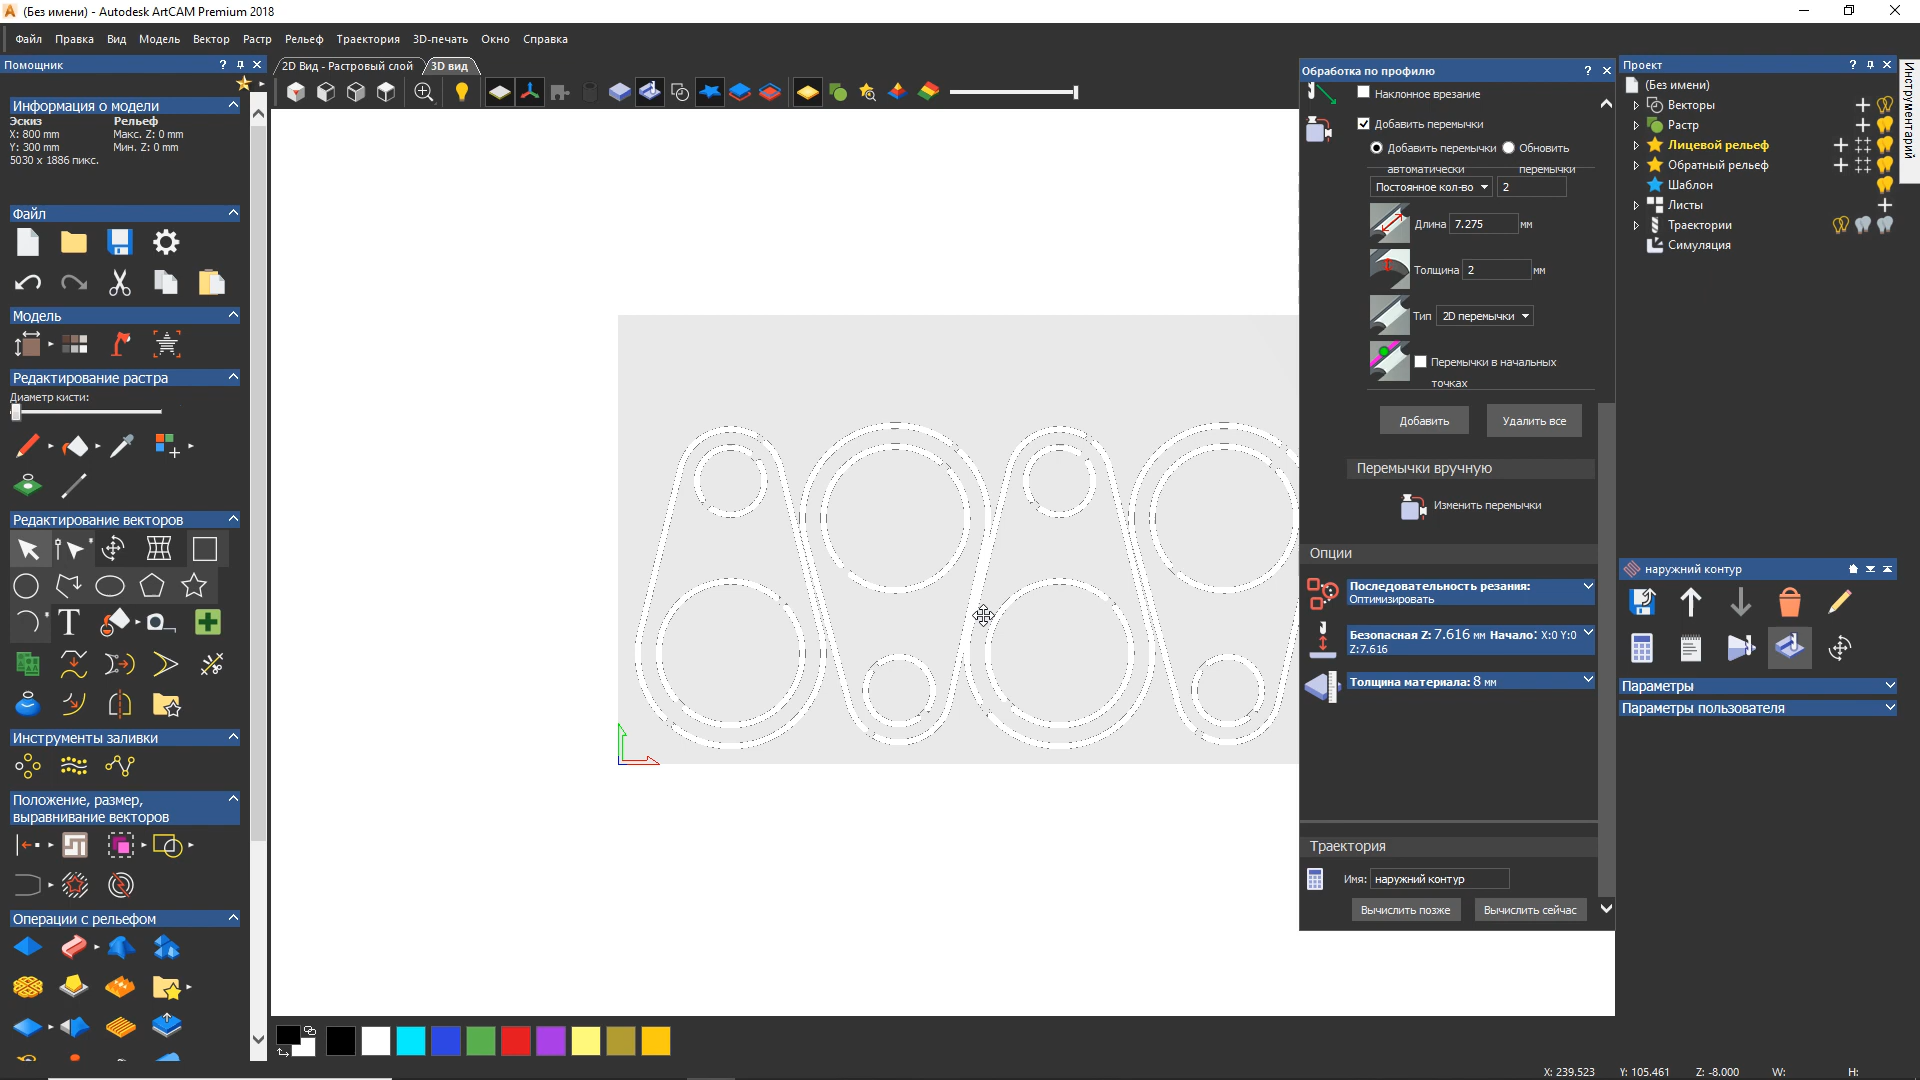 (Без имени) - Autodesk ArtCAM Premium 2018
Файл Правка Вид Модель Вектор Растр Рельеф Траектория 3D-печать Окно Справка
Помощник ?
2D Вид - Растровый слой 3D вид
Информация о модели
Эскиз Рельеф
X: 800 mm Макс. Z: 0 mm
Y: 300 mm Мин. Z: 0 mm
5030 x 1886 пикс.
Файл
Модель
Редактирование растра
Диаметр кисти:
Редактирование векторов
Инструменты заливки
Положение, размер,
выравнивание векторов
Операции с рельефом
Обработка по профилю ?
Наклонное врезание
Добавить перемычки
Добавить перемычки Обновить
автоматически перемычки
Постоянное кол-во 2
Длина 7.275 мм
Толщина 2 мм
Тип 2D перемычки
Перемычки в начальных
точках
Добавить Удалить все
Перемычки вручную
Изменить перемычки
Опции
Последовательность резания:
Оптимизировать
Безопасная Z: 7.616 мм Начало: X:0 Y:0
Z:7.616
Толщина материала: 8 мм
Траектория
Имя: наружний контур
Вычислить позже Вычислить сейчас
Проект ?
(Без имени)
Векторы
Растр
Лицевой рельеф
Обратный рельеф
Шаблон
Листы
Траектории
Симуляция
Инструментарий
наружний контур
Параметры
Параметры пользователя
X: 239.523 Y: 105.461 Z: -8.000 W: H: